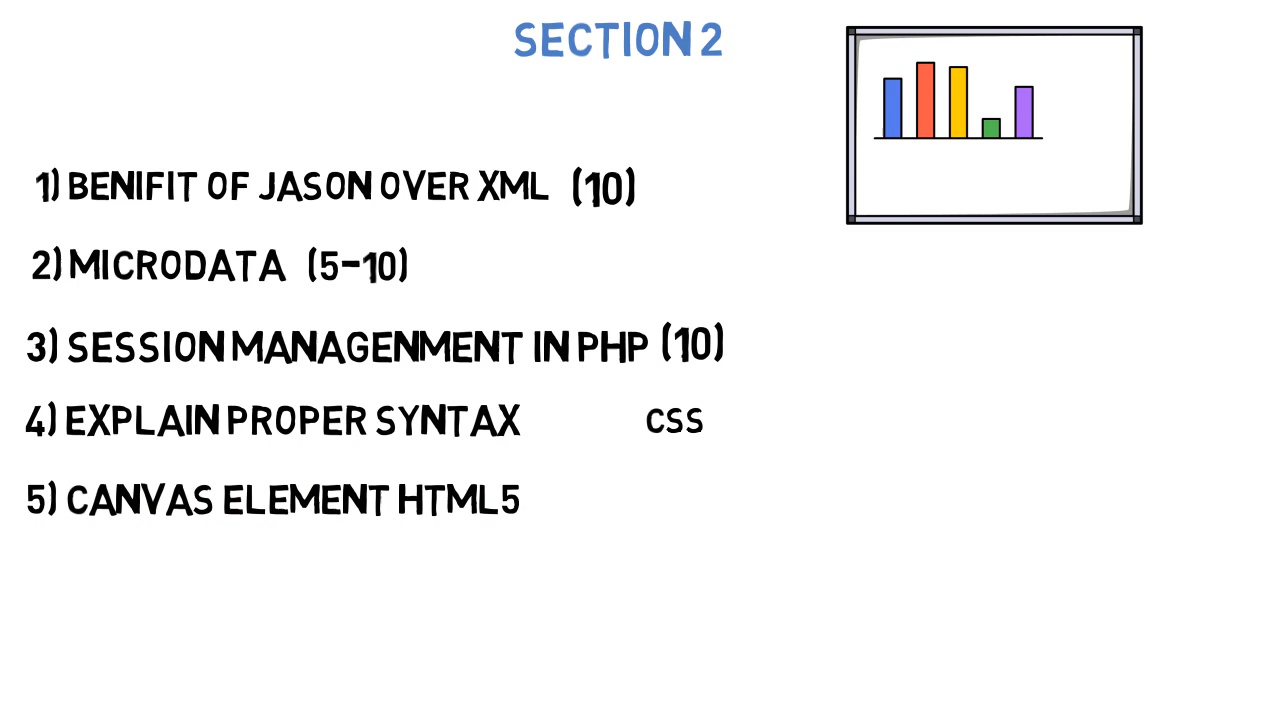 SECTION 2
1) BENIFIT OF JASON OVER XML (10)
2) MICRODATA (5-10)
3) SESSION MANAGENMENT IN PHP (10)
4) EXPLAIN PROPER SYNTAX CSS
5) CANVAS ELEMENT HTML5